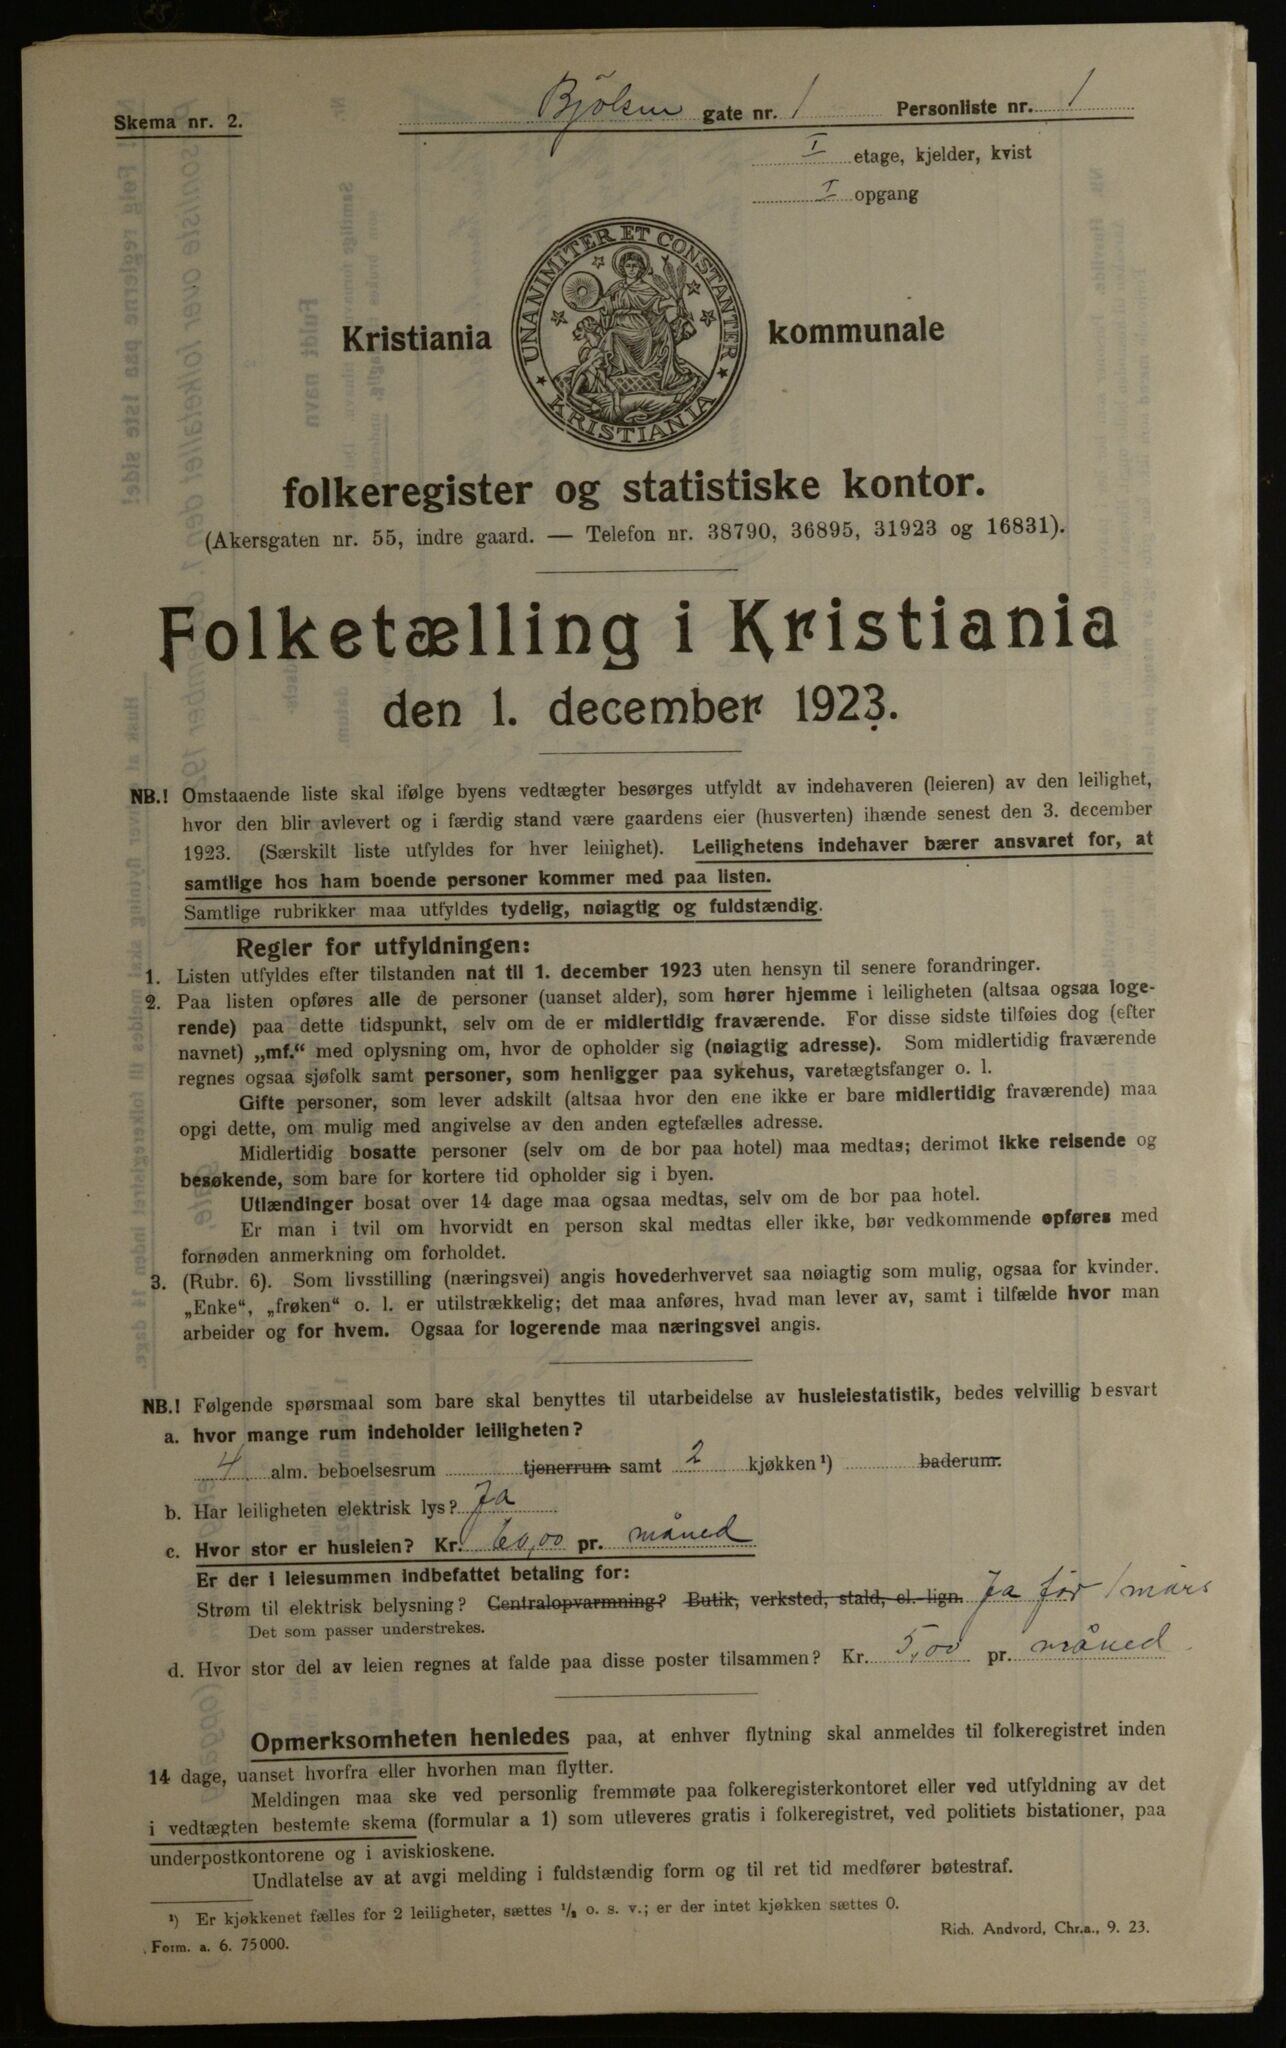 Skema nr. 2.
Bjölsen gate nr. 1 Personliste nr. 1
I etage, kjelder, kvist
I opgang
UNANIMITER ET CONSTANTER
KRISTIANIA
Kristiania kommunale
folkeregister og statistiske kontor.
(Akersgaten nr. 55, indre gaard. — Telefon nr. 38790, 36895, 31923 og 16831).
Folketælling i Kristiania
den 1. december 1923.
NB.! Omstaaende liste skal ifølge byens vedtægter besørges utfyldt av indehaveren (leieren) av den leilighet,
hvor den blir avlevert og i færdig stand være gaardens eier (husverten) ihænde senest den 3. december
1923. (Særskilt liste utfyldes for hver leilighet). Leilighetens indehaver bærer ansvaret for, at
samtlige hos ham boende personer kommer med paa listen.
Samtlige rubrikker maa utfyldes tydelig, nøiagtig og fuldstændig.
Regler for utfyldningen:
1. Listen utfyldes efter tilstanden nat til 1. december 1923 uten hensyn til senere forandringer.
2. Paa listen opføres alle de personer (uanset alder), som hører hjemme i leiligheten (altsaa ogsaa loge-
rende) paa dette tidspunkt, selv om de er midlertidig fraværende. For disse sidste tilføies dog (efter
navnet) „mf.“ med oplysning om, hvor de opholder sig (nøiagtig adresse). Som midlertidig fraværende
regnes ogsaa sjøfolk samt personer, som henligger paa sykehus, varetægtsfanger o. l.
Gifte personer, som lever adskilt (altsaa hvor den ene ikke er bare midlertidig fraværende) maa
opgi dette, om mulig med angivelse av den anden egtefælles adresse.
Midlertidig bosatte personer (selv om de bor paa hotel) maa medtas; derimot ikke reisende og
besøkende, som bare for kortere tid opholder sig i byen.
Utlændinger bosat over 14 dage maa ogsaa medtas, selv om de bor paa hotel.
Er man i tvil om hvorvidt en person skal medtas eller ikke, bør vedkommende opføres med
fornøden anmerkning om forholdet.
3. (Rubr. 6). Som livsstilling (næringsvei) angis hovederhvervet saa nøiagtig som mulig, ogsaa for kvinder.
„Enke“, „frøken“ o. l. er utilstrækkelig; det maa anføres, hvad man lever av, samt i tilfælde hvor man
arbeider og for hvem. Ogsaa for logerende maa næringsvei angis.
NB.! Følgende spørsmaal som bare skal benyttes til utarbeidelse av husleiestatistik, bedes velvillig besvart
a. hvor mange rum indeholder leiligheten?
4 alm. beboelsesrum tjenerrum samt 2 kjøkken¹) baderum.
b. Har leiligheten elektrisk lys? Ja
c. Hvor stor er husleien? Kr. 60,00 pr. måned
Er der i leiesummen indbefattet betaling for:
Strøm til elektrisk belysning? Centralopvarmning? Butik, verksted, stald, el. lign. Ja før 1 mars
Det som passer understrekes.
d. Hvor stor del av leien regnes at falde paa disse poster tilsammen? Kr. 5,00 pr. måned.
Opmerksomheten henledes paa, at enhver flytning skal anmeldes til folkeregistret inden
14 dage, uanset hvorfra eller hvorhen man flytter.
Meldingen maa ske ved personlig fremmøte paa folkeregisterkontoret eller ved utfyldning av det
i vedtægten bestemte skema (formular a 1) som utleveres gratis i folkeregistret, ved politiets bistationer, paa
underpostkontorene og i aviskioskene.
Undlatelse av at avgi melding i fuldstændig form og til ret tid medfører bøtestraf.
¹) Er kjøkkenet fælles for 2 leiligheter, sættes ½ o. s. v.; er der intet kjøkken sættes 0.
Form. a. 6. 75000. Rich. Andvord, Chr.a., 9. 23.